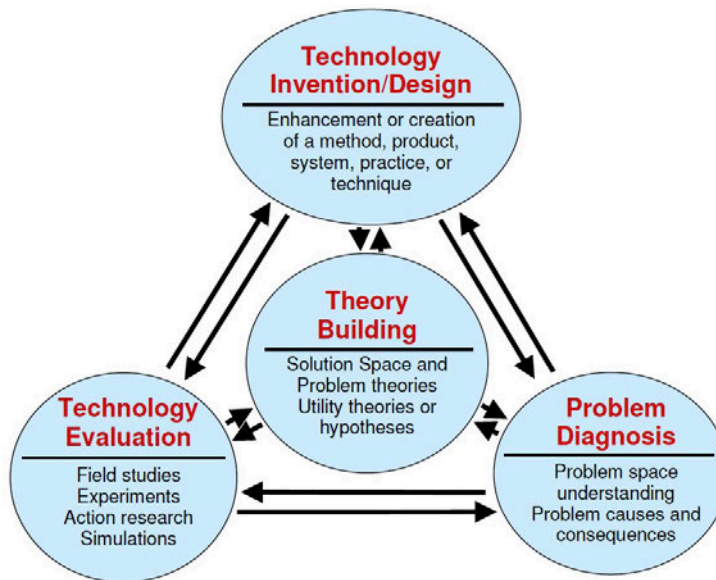 Technology
Invention/Design
Enhancement or creation
of a method, product,
system, practice, or
technique
Theory
Building
Solution Space and
Problem theories
Utility theories or
hypotheses
Technology
Evaluation
Field studies
Experiments
Action research
Simulations
Problem
Diagnosis
Problem space
understanding
Problem causes and
consequences